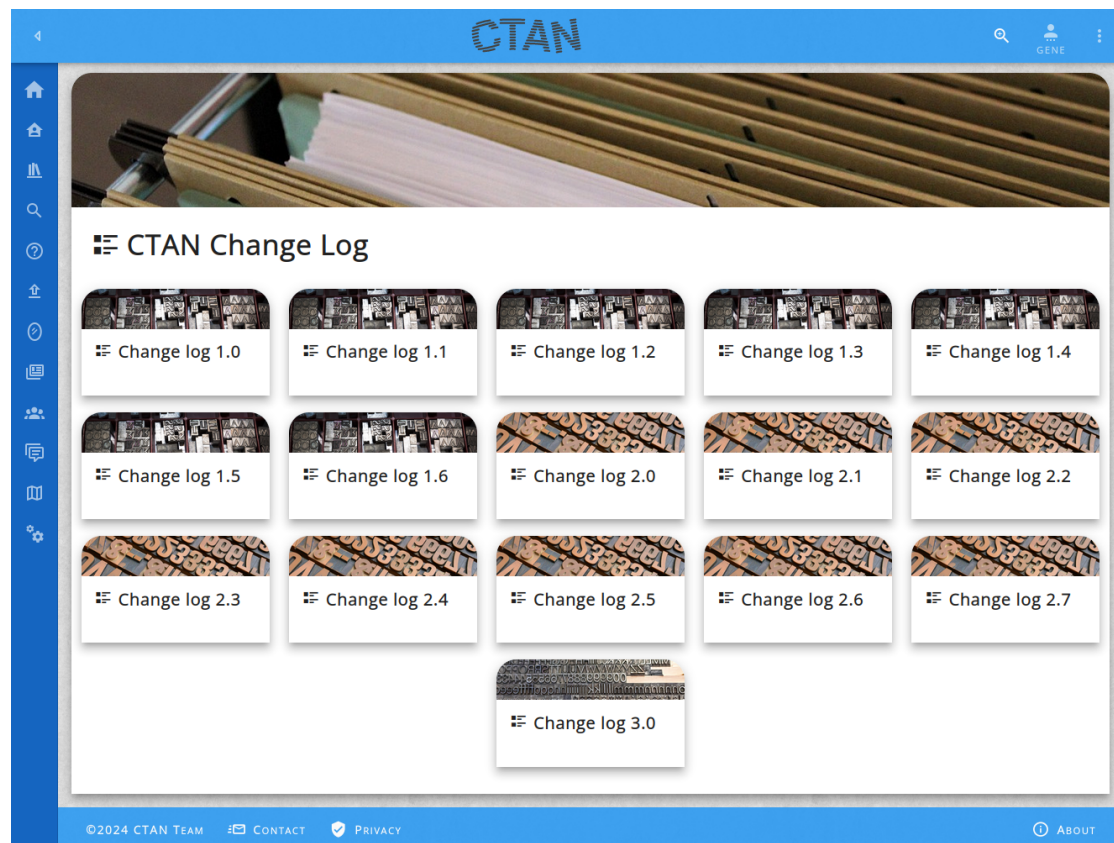 CTAN
GENE
CTAN Change Log
Change log 1.0
Change log 1.1
Change log 1.2
Change log 1.3
Change log 1.4
Change log 1.5
Change log 1.6
Change log 2.0
Change log 2.1
Change log 2.2
Change log 2.3
Change log 2.4
Change log 2.5
Change log 2.6
Change log 2.7
Change log 3.0
©2024 CTAN Team
Contact
Privacy
About